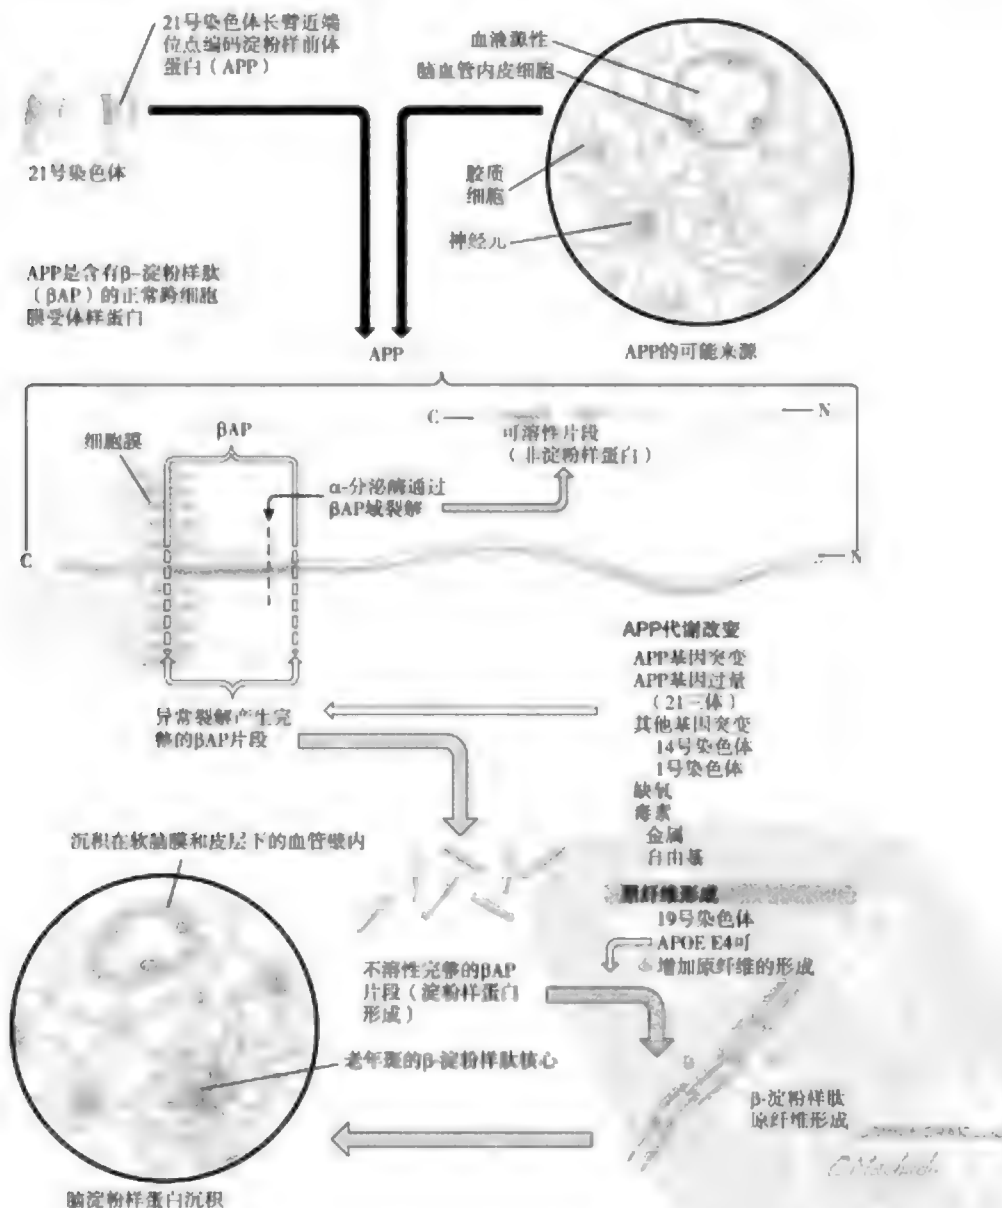 21号染色体长臂近端
位点编码淀粉样前体
蛋白（APP）
21号染色体
血液源性
脑血管内皮细胞
胶质
细胞
神经元
APP是含有β-淀粉样肽
（βAP）的正常跨细胞
膜受体样蛋白
APP
APP的可能来源
细胞膜
βAP
C
N
可溶性片段
（非淀粉样蛋白）
α-分泌酶通过
βAP域裂解
C
N
APP代谢改变
APP基因突变
APP基因过量
（21三体）
其他基因突变
14号染色体
1号染色体
缺氧
毒素
金属
自由基
异常裂解产生完
整的βAP片段
沉积在软脑膜和皮层下的血管壁内
原纤维形成
19号染色体
APOE E4可
增加原纤维的形成
不溶性完整的βAP
片段（淀粉样蛋白
形成）
老年斑的β-淀粉样肽核心
β-淀粉样肽
原纤维形成
C.Machado
脑淀粉样蛋白沉积